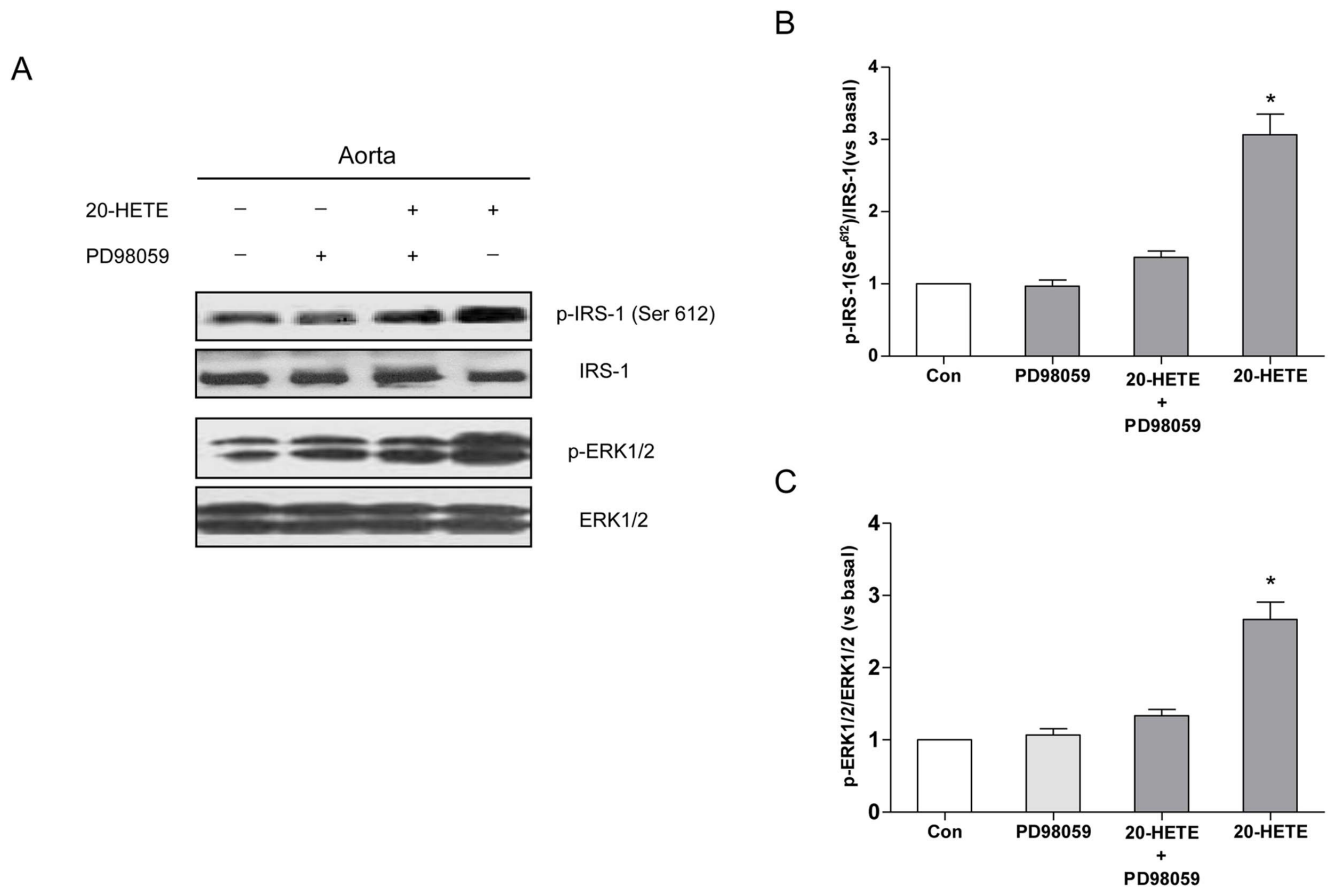 A
Aorta
20-HETE – – + +
PD98059 – + + –
p-IRS-1 (Ser 612)
IRS-1
p-ERK1/2
ERK1/2
B
p-IRS-1(Ser⁶¹²)/IRS-1(vs basal)
4
3
2
1
0
*
Con PD98059 20-HETE 20-HETE
+
PD98059
C
p-ERK1/2/ERK1/2 (vs basal)
4
3
2
1
0
*
Con PD98059 20-HETE 20-HETE
+
PD98059